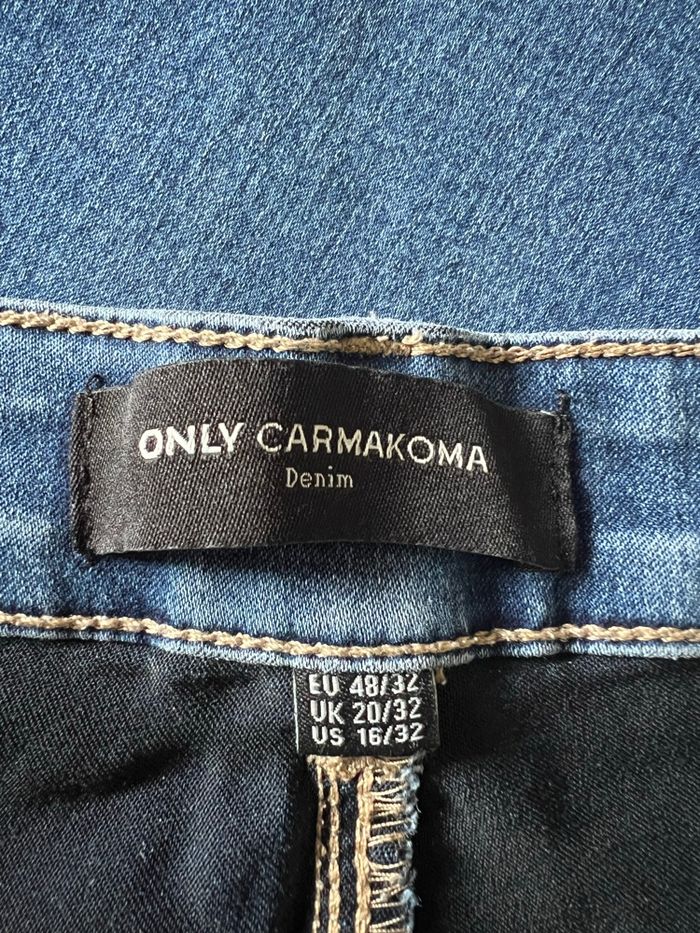 ONLY CARMAKOMA
Denim
EU 48/32
UK 20/32
US 16/32